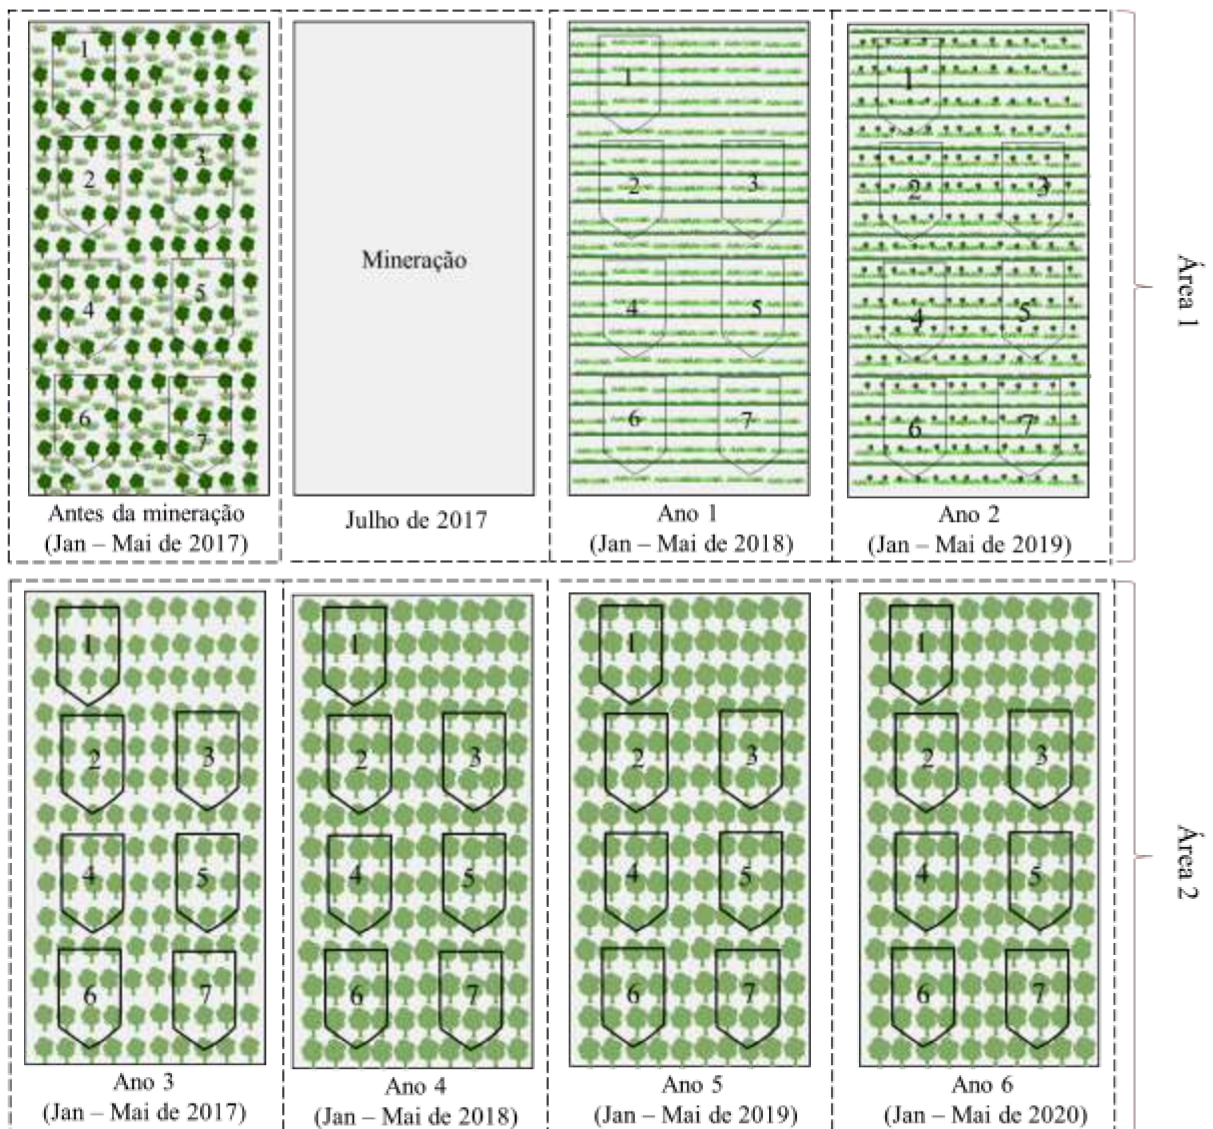 1
2
3
4
5
6
7
Antes da mineração
(Jan – Mai de 2017)
Mineração
Julho de 2017
1
2
3
4
5
6
7
Ano 1
(Jan – Mai de 2018)
1
2
3
4
5
6
7
Ano 2
(Jan – Mai de 2019)
Área 1
1
2
3
4
5
6
7
Ano 3
(Jan – Mai de 2017)
1
2
3
4
5
6
7
Ano 4
(Jan – Mai de 2018)
1
2
3
4
5
6
7
Ano 5
(Jan – Mai de 2019)
1
2
3
4
5
6
7
Ano 6
(Jan – Mai de 2020)
Área 2